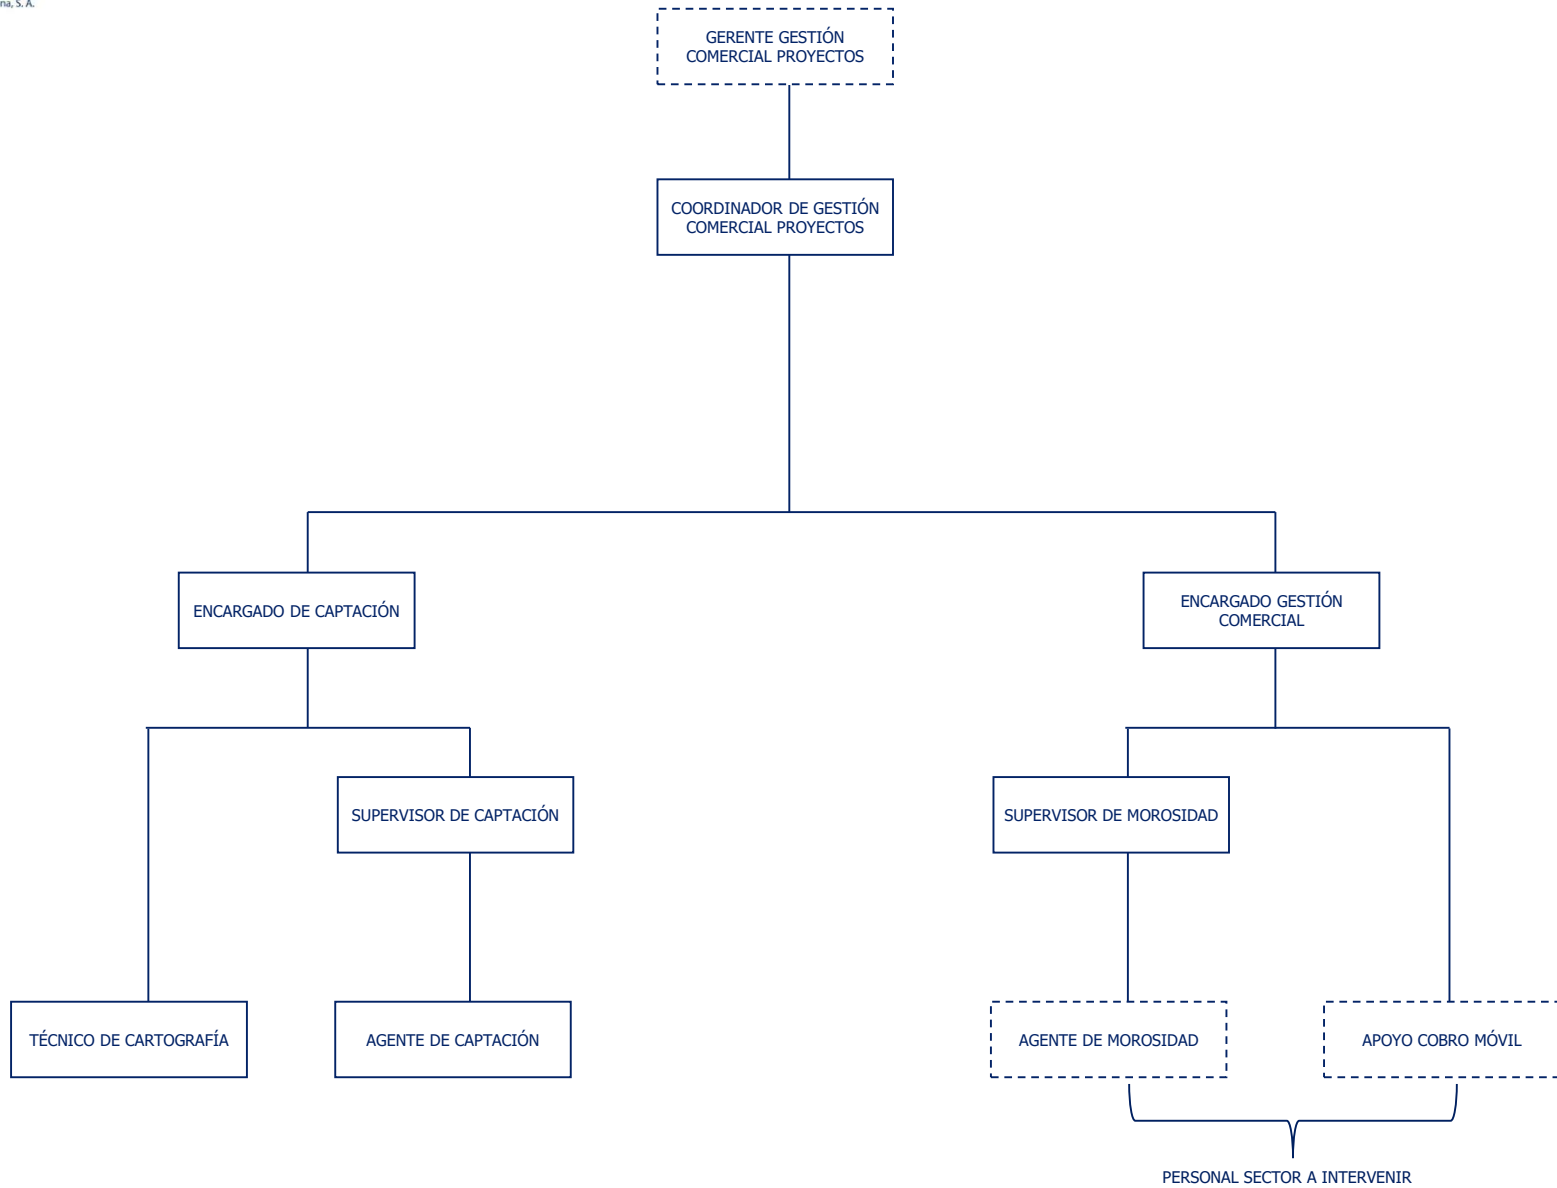 na, S. A.
GERENTE GESTIÓN
COMERCIAL PROYECTOS
COORDINADOR DE GESTIÓN
COMERCIAL PROYECTOS
ENCARGADO DE CAPTACIÓN
ENCARGADO GESTIÓN
COMERCIAL
SUPERVISOR DE CAPTACIÓN
SUPERVISOR DE MOROSIDAD
TÉCNICO DE CARTOGRAFÍA
AGENTE DE CAPTACIÓN
AGENTE DE MOROSIDAD
APOYO COBRO MÓVIL
PERSONAL SECTOR A INTERVENIR